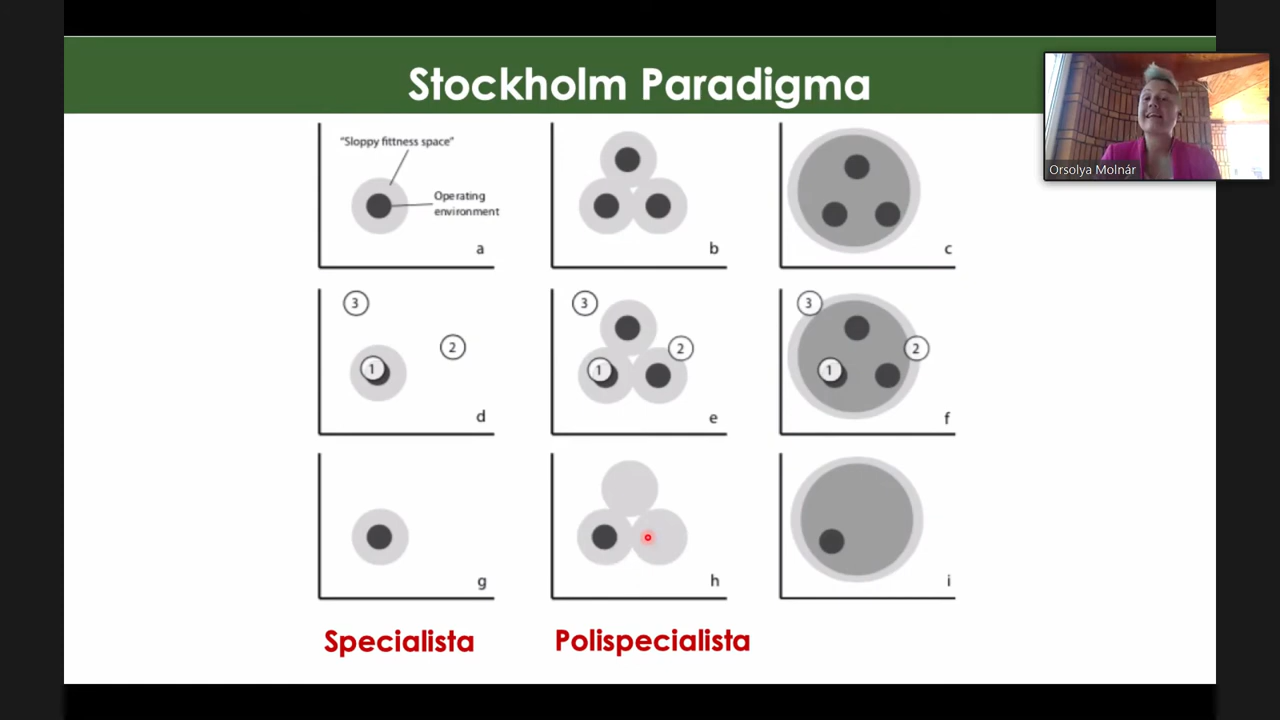 Stockholm Paradigma
Orsolya Molnár
"Sloppy fittness space"
Operating
environment
a
b
c
3
2
1
d
3
2
1
e
3
2
1
f
g
h
i
Specialista
Polispecialista